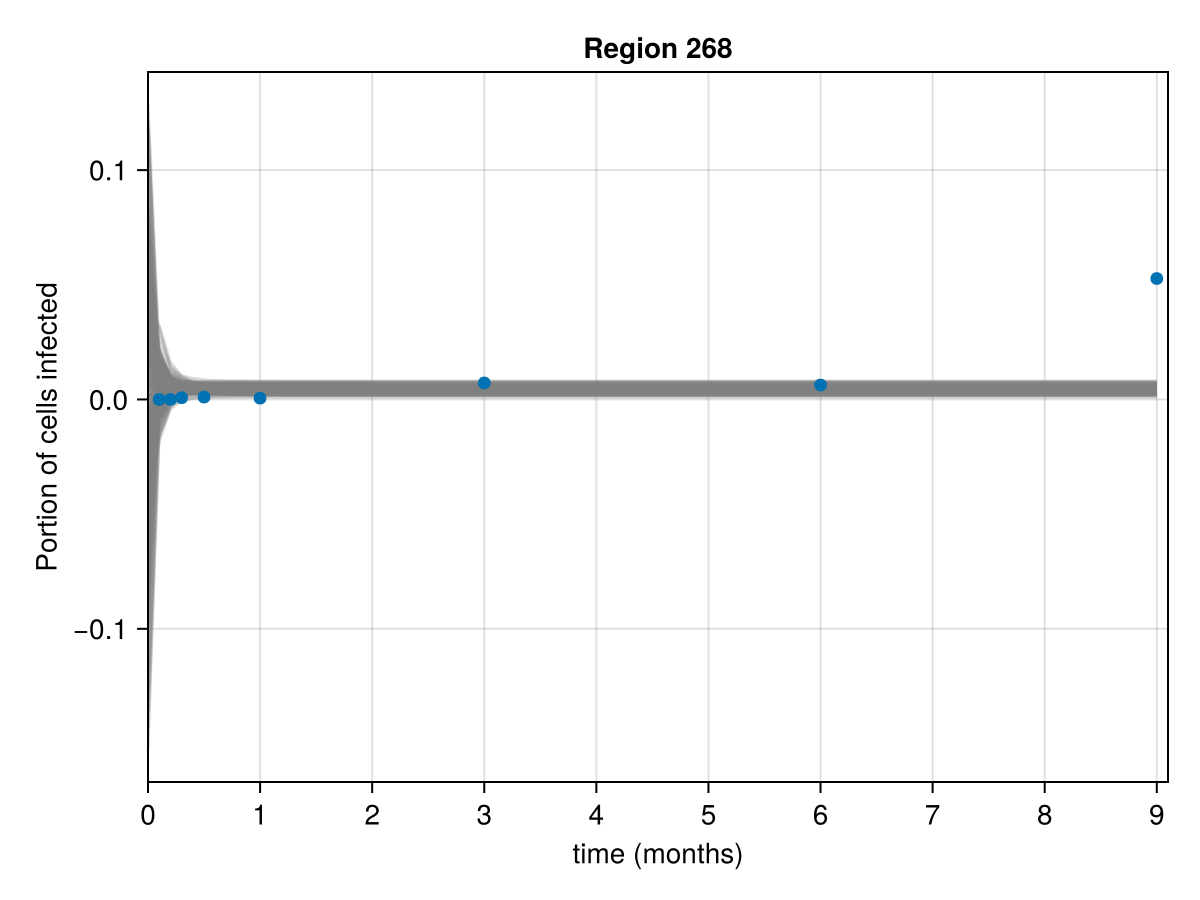 Region 268
Portion of cells infected
0.1
0.0
−0.1
0 1 2 3 4 5 6 7 8 9
time (months)